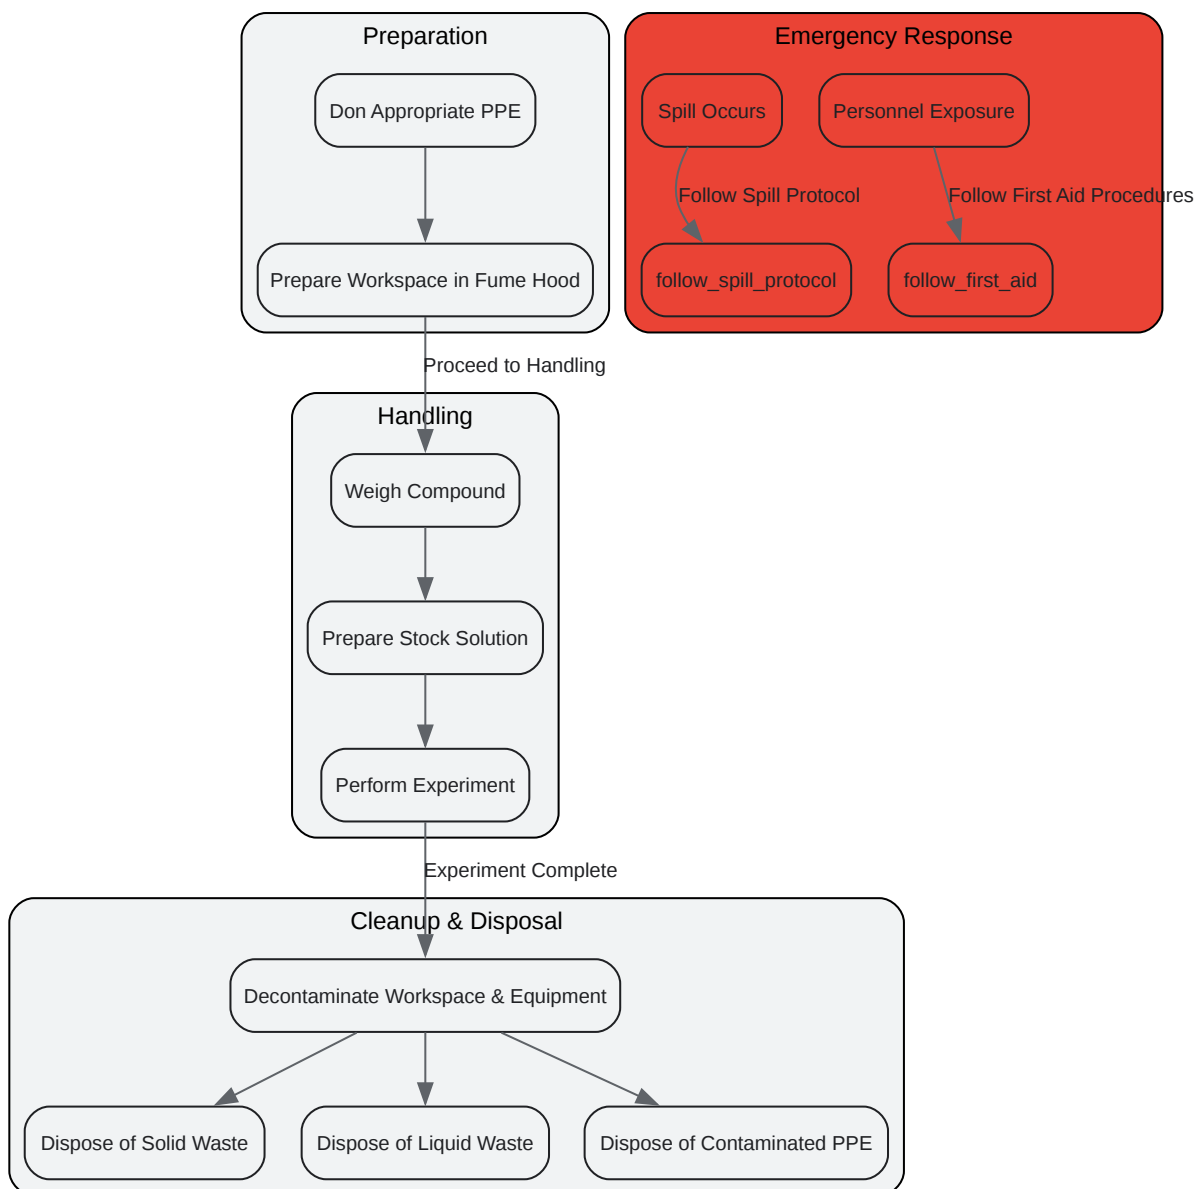 Preparation
Emergency Response
Don Appropriate PPE
Spill Occurs
Personnel Exposure
Follow Spill Protocol
Follow First Aid Procedures
Prepare Workspace in Fume Hood
follow_spill_protocol
follow_first_aid
Proceed to Handling
Handling
Weigh Compound
Prepare Stock Solution
Perform Experiment
Experiment Complete
Cleanup & Disposal
Decontaminate Workspace & Equipment
Dispose of Solid Waste
Dispose of Liquid Waste
Dispose of Contaminated PPE